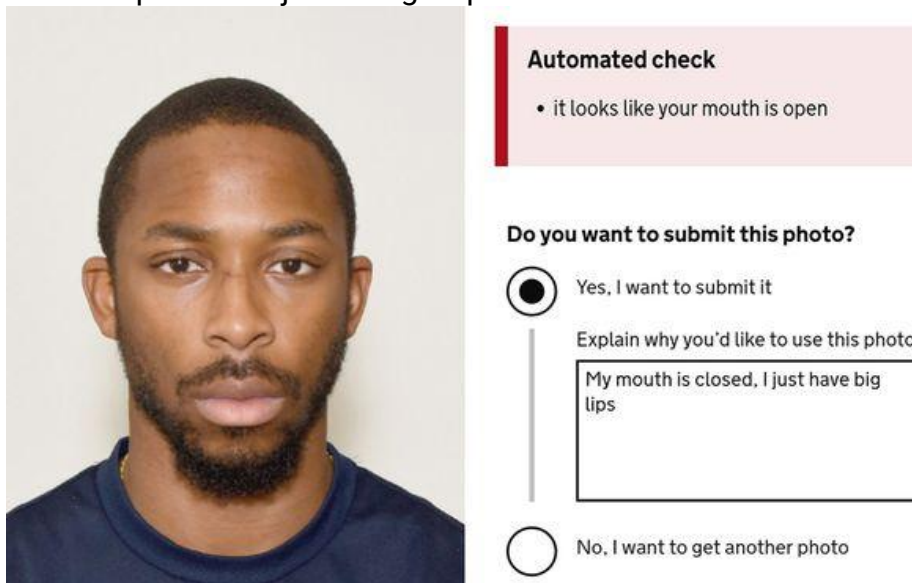 Automated check
• it looks like your mouth is open
Do you want to submit this photo?
Yes, I want to submit it
Explain why you'd like to use this photo
My mouth is closed, I just have big
lips
No, I want to get another photo